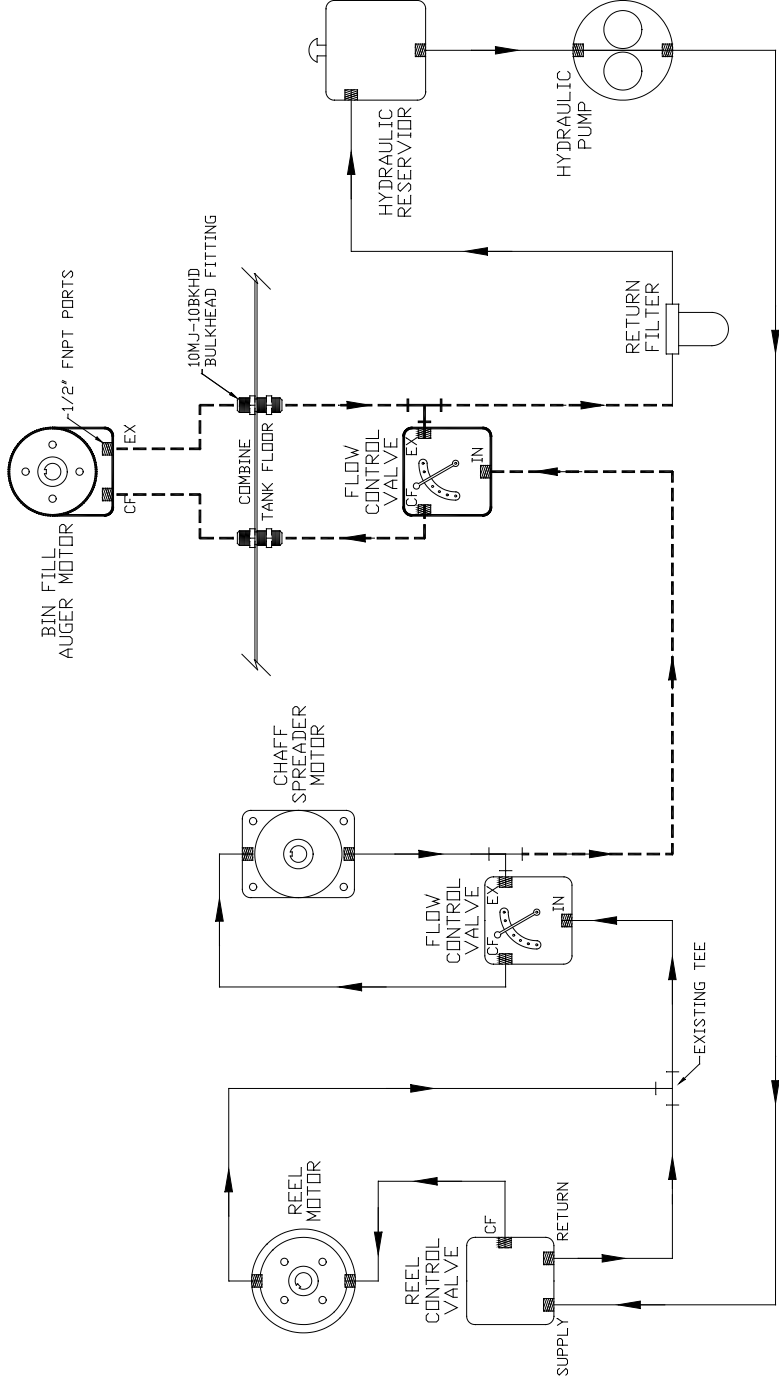 BIN FILL
AUGER MOTOR
1/2" FNPT PORTS
CF
EX
10MJ-10BKHD
BULKHEAD FITTING
COMBINE
TANK FLOOR
FLOW
CONTROL
VALVE
CF
EX
IN
HYDRAULIC
RESERVIOR
HYDRAULIC
PUMP
RETURN
FILTER
CHAFF
SPREADER
MOTOR
FLOW
CONTROL
VALVE
CF
EX
IN
EXISTING TEE
REEL
MOTOR
REEL
CONTROL
VALVE
CF
RETURN
SUPPLY